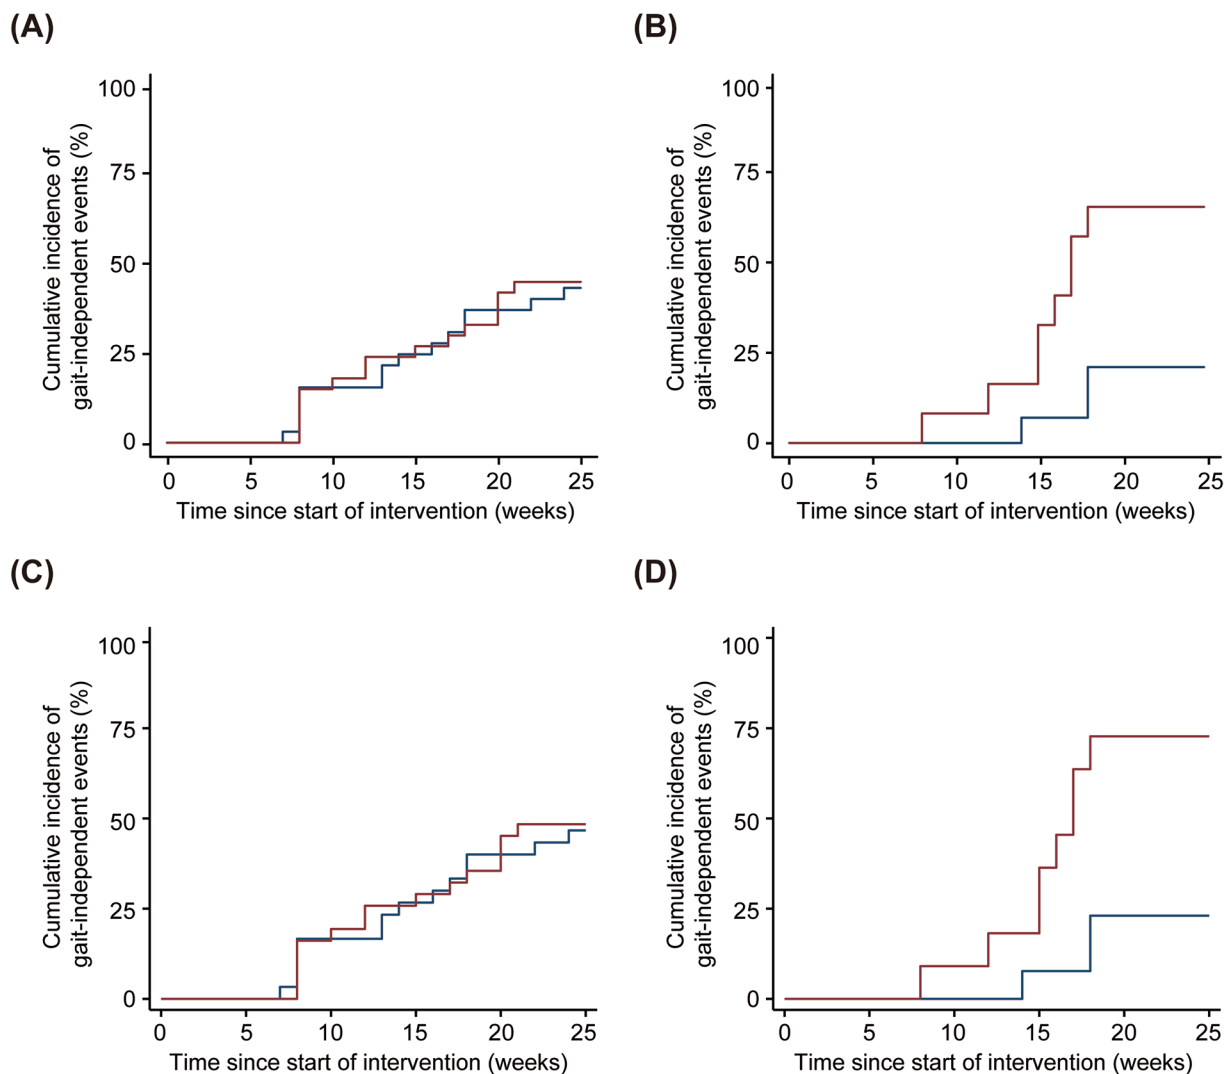 (A)
Cumulative incidence of
gait-independent events (%)
100
75
50
25
0
0 5 10 15 20 25
Time since start of intervention (weeks)
(B)
Cumulative incidence of
gait-independent events (%)
100
75
50
25
0
0 5 10 15 20 25
Time since start of intervention (weeks)
(C)
Cumulative incidence of
gait-independent events (%)
100
75
50
25
0
0 5 10 15 20 25
Time since start of intervention (weeks)
(D)
Cumulative incidence of
gait-independent events (%)
100
75
50
25
0
0 5 10 15 20 25
Time since start of intervention (weeks)